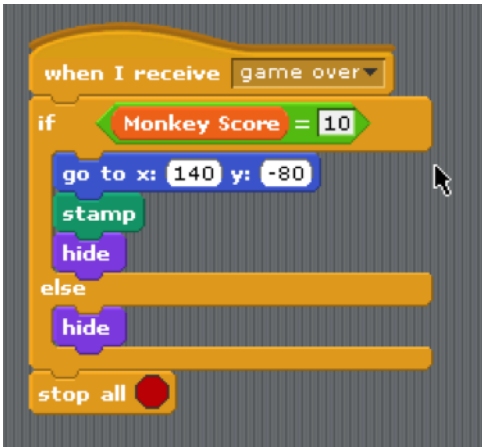 when I receive game over
if Monkey Score = 10
go to x: 140 y: -80
stamp
hide
else
hide
stop all